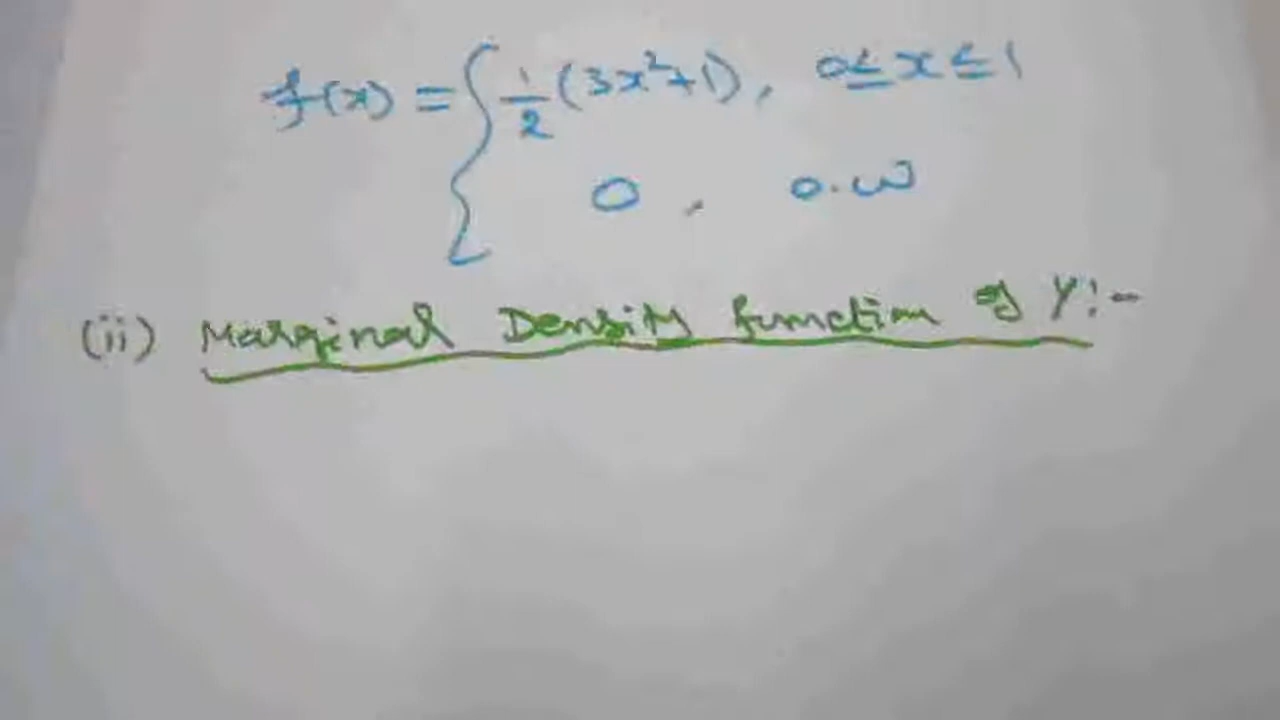 f(x) = { 1/2 (3x²+1), 0≤x≤1
0 , o.w
(ii) Marginal Density function of Y:-